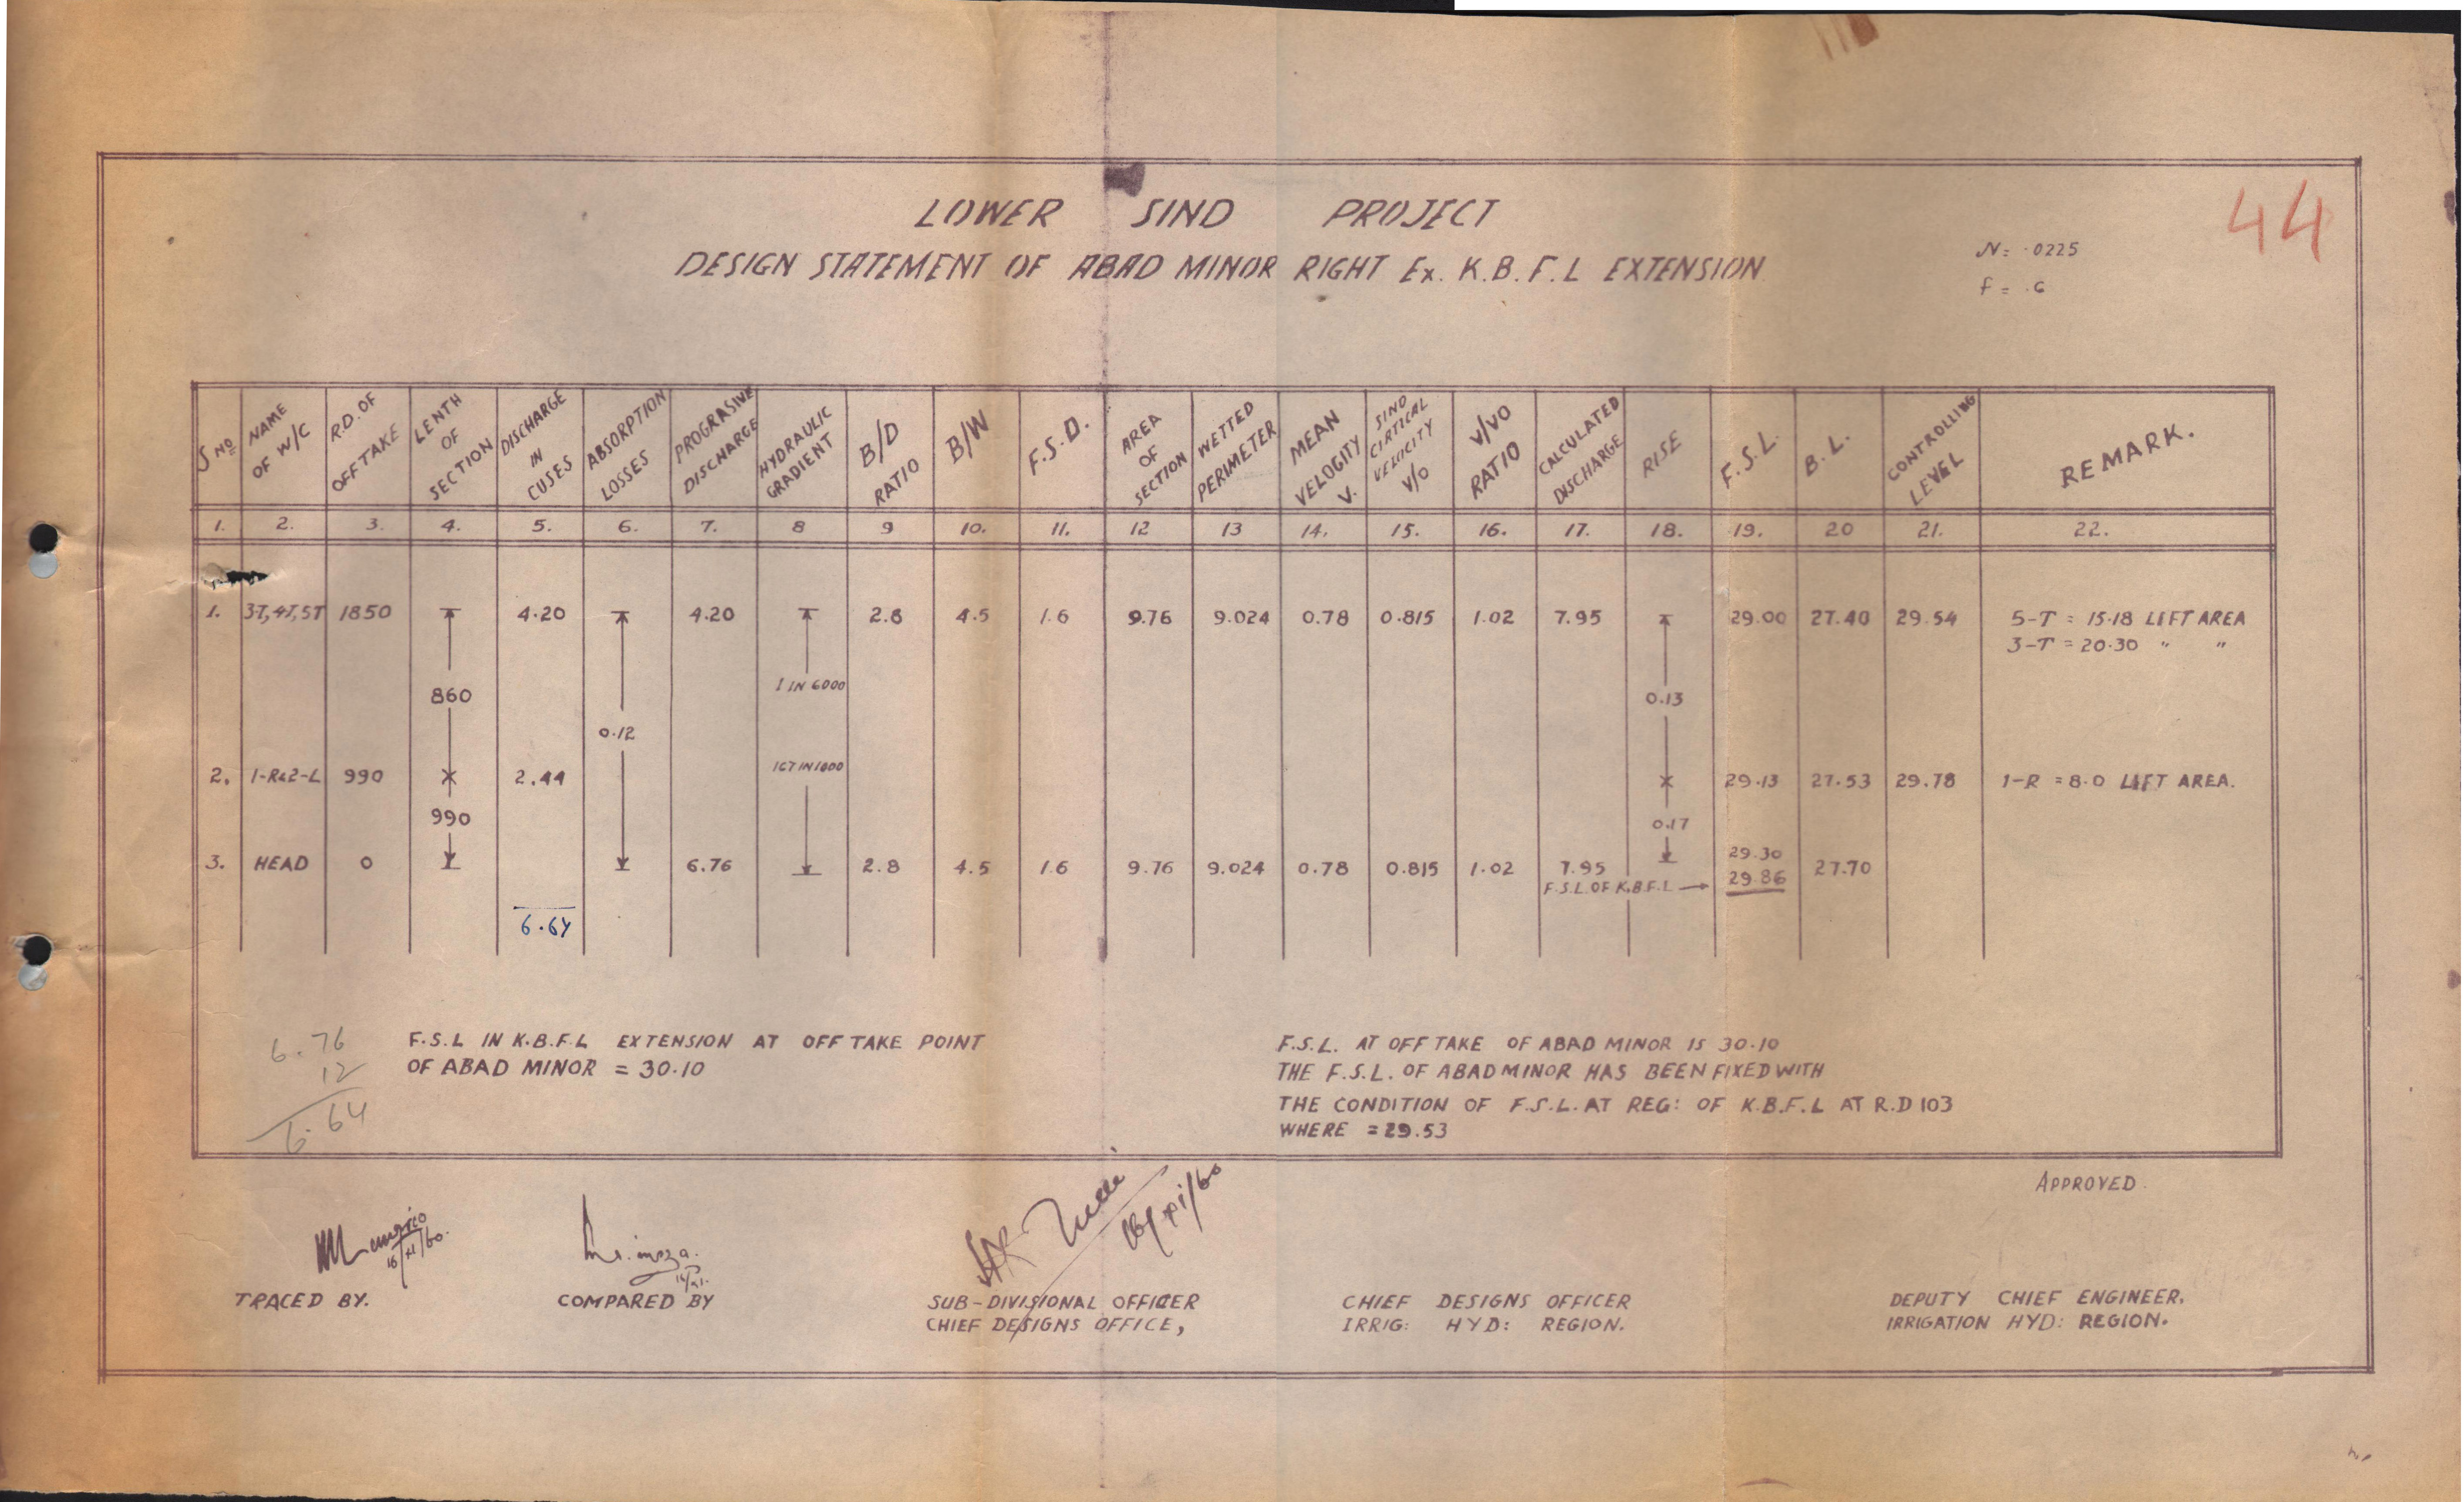 44
LOWER SIND PROJECT
DESIGN STATEMENT OF ABAD MINOR RIGHT Ex. K.B.F.L EXTENSION
N = .0225
f = .6
S No
NAME OF W/C
R.D. OF OFF TAKE
LENTH OF SECTION
DISCHARGE IN CUSES
ABSORPTION LOSSES
PROGRASIVE DISCHARGE
HYDRAULIC GRADIENT
B/D RATIO
B/W
F.S.D.
AREA OF SECTION
WETTED PERIMETER
MEAN VELOCITY V.
SIND CIRTICAL VELOCITY V/O
V/VO RATIO
CALCULATED DISCHARGE
RISE
F.S.L.
B.L.
CONTROLLING LEVEL
REMARK.
1. 2. 3. 4. 5. 6. 7. 8 9 10. 11. 12 13 14. 15. 16. 17. 18. 19. 20 21. 22.
1. 3T,4T,5T 1850 4.20 4.20 2.8 4.5 1.6 9.76 9.024 0.78 0.815 1.02 7.95 29.00 27.40 29.54 5-T = 15.18 LEFT AREA
3-T = 20.30 " "
860 1 IN 6000 0.13
0.12
2. 1-R&2-L 990 2.44 29.13 27.53 29.78 1-R = 8.0 LEFT AREA.
990 0.17
3. HEAD 0 6.76 2.8 4.5 1.6 9.76 9.024 0.78 0.815 1.02 7.95 29.30 27.70
F.S.L. OF K.B.F.L → 29.86
6.64
6.76
12
6.64
F.S.L IN K.B.F.L EXTENSION AT OFF TAKE POINT
OF ABAD MINOR = 30.10
F.S.L. AT OFF TAKE OF ABAD MINOR IS 30.10
THE F.S.L. OF ABAD MINOR HAS BEEN FIXED WITH
THE CONDITION OF F.S.L. AT REG: OF K.B.F.L AT R.D 103
WHERE = 29.53
APPROVED.
16/XI/60.
TRACED BY.
COMPARED BY
SUB-DIVISIONAL OFFICER
CHIEF DESIGNS OFFICE,
CHIEF DESIGNS OFFICER
IRRIG: HYD: REGION.
DEPUTY CHIEF ENGINEER.
IRRIGATION HYD: REGION.